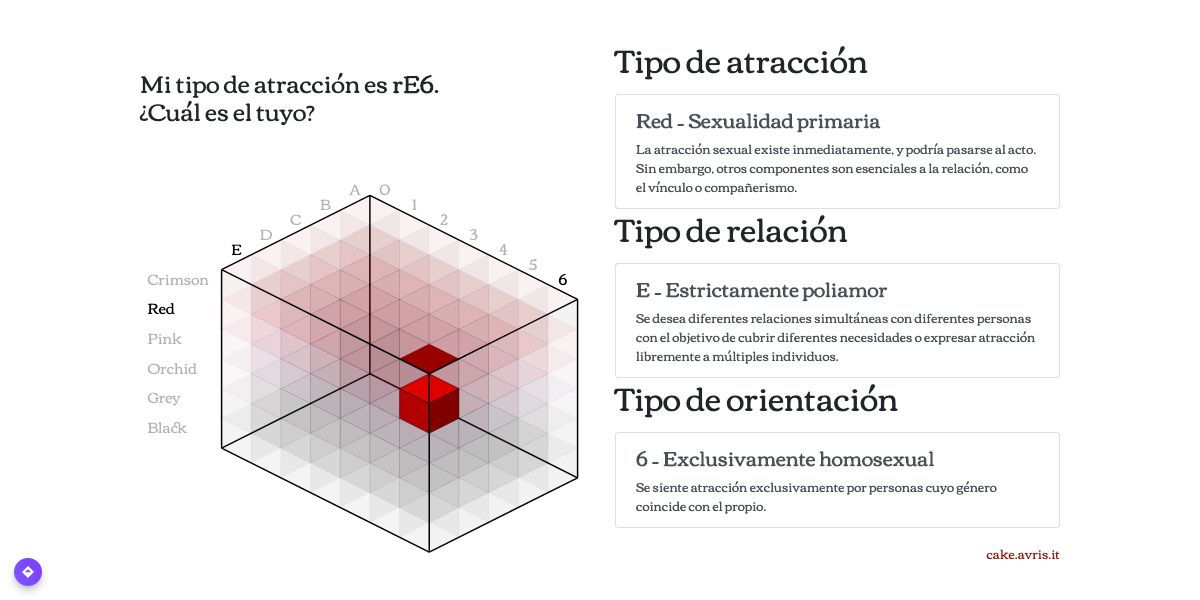 Mi tipo de atracción es rE6.
¿Cuál es el tuyo?
A
B
C
D
E
0
1
2
3
4
5
6
Crimson
Red
Pink
Orchid
Grey
Black
Tipo de atracción
Red - Sexualidad primaria
La atracción sexual existe inmediatamente, y podría pasarse al acto.
Sin embargo, otros componentes son esenciales a la relación, como
el vínculo o compañerismo.
Tipo de relación
E - Estrictamente poliamor
Se desea diferentes relaciones simultáneas con diferentes personas
con el objetivo de cubrir diferentes necesidades o expresar atracción
libremente a múltiples individuos.
Tipo de orientación
6 - Exclusivamente homosexual
Se siente atracción exclusivamente por personas cuyo género
coincide con el propio.
cake.avris.it